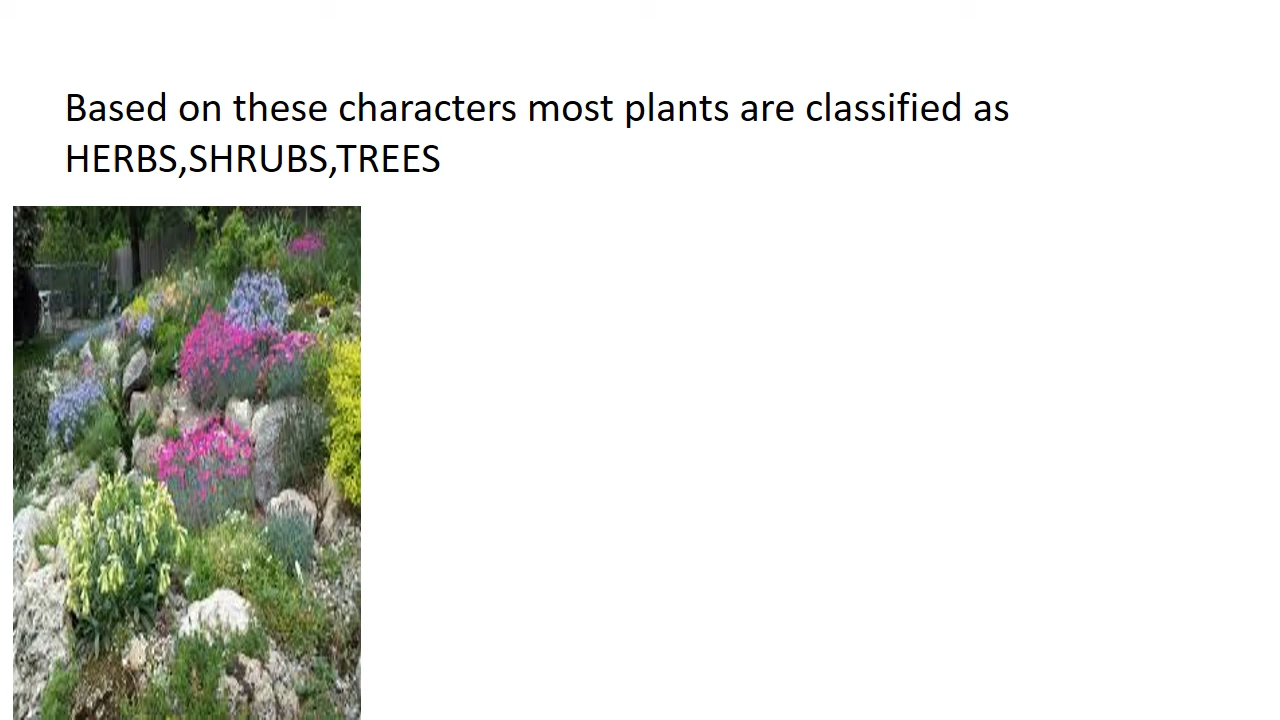 Based on these characters most plants are classified as
HERBS,SHRUBS,TREES